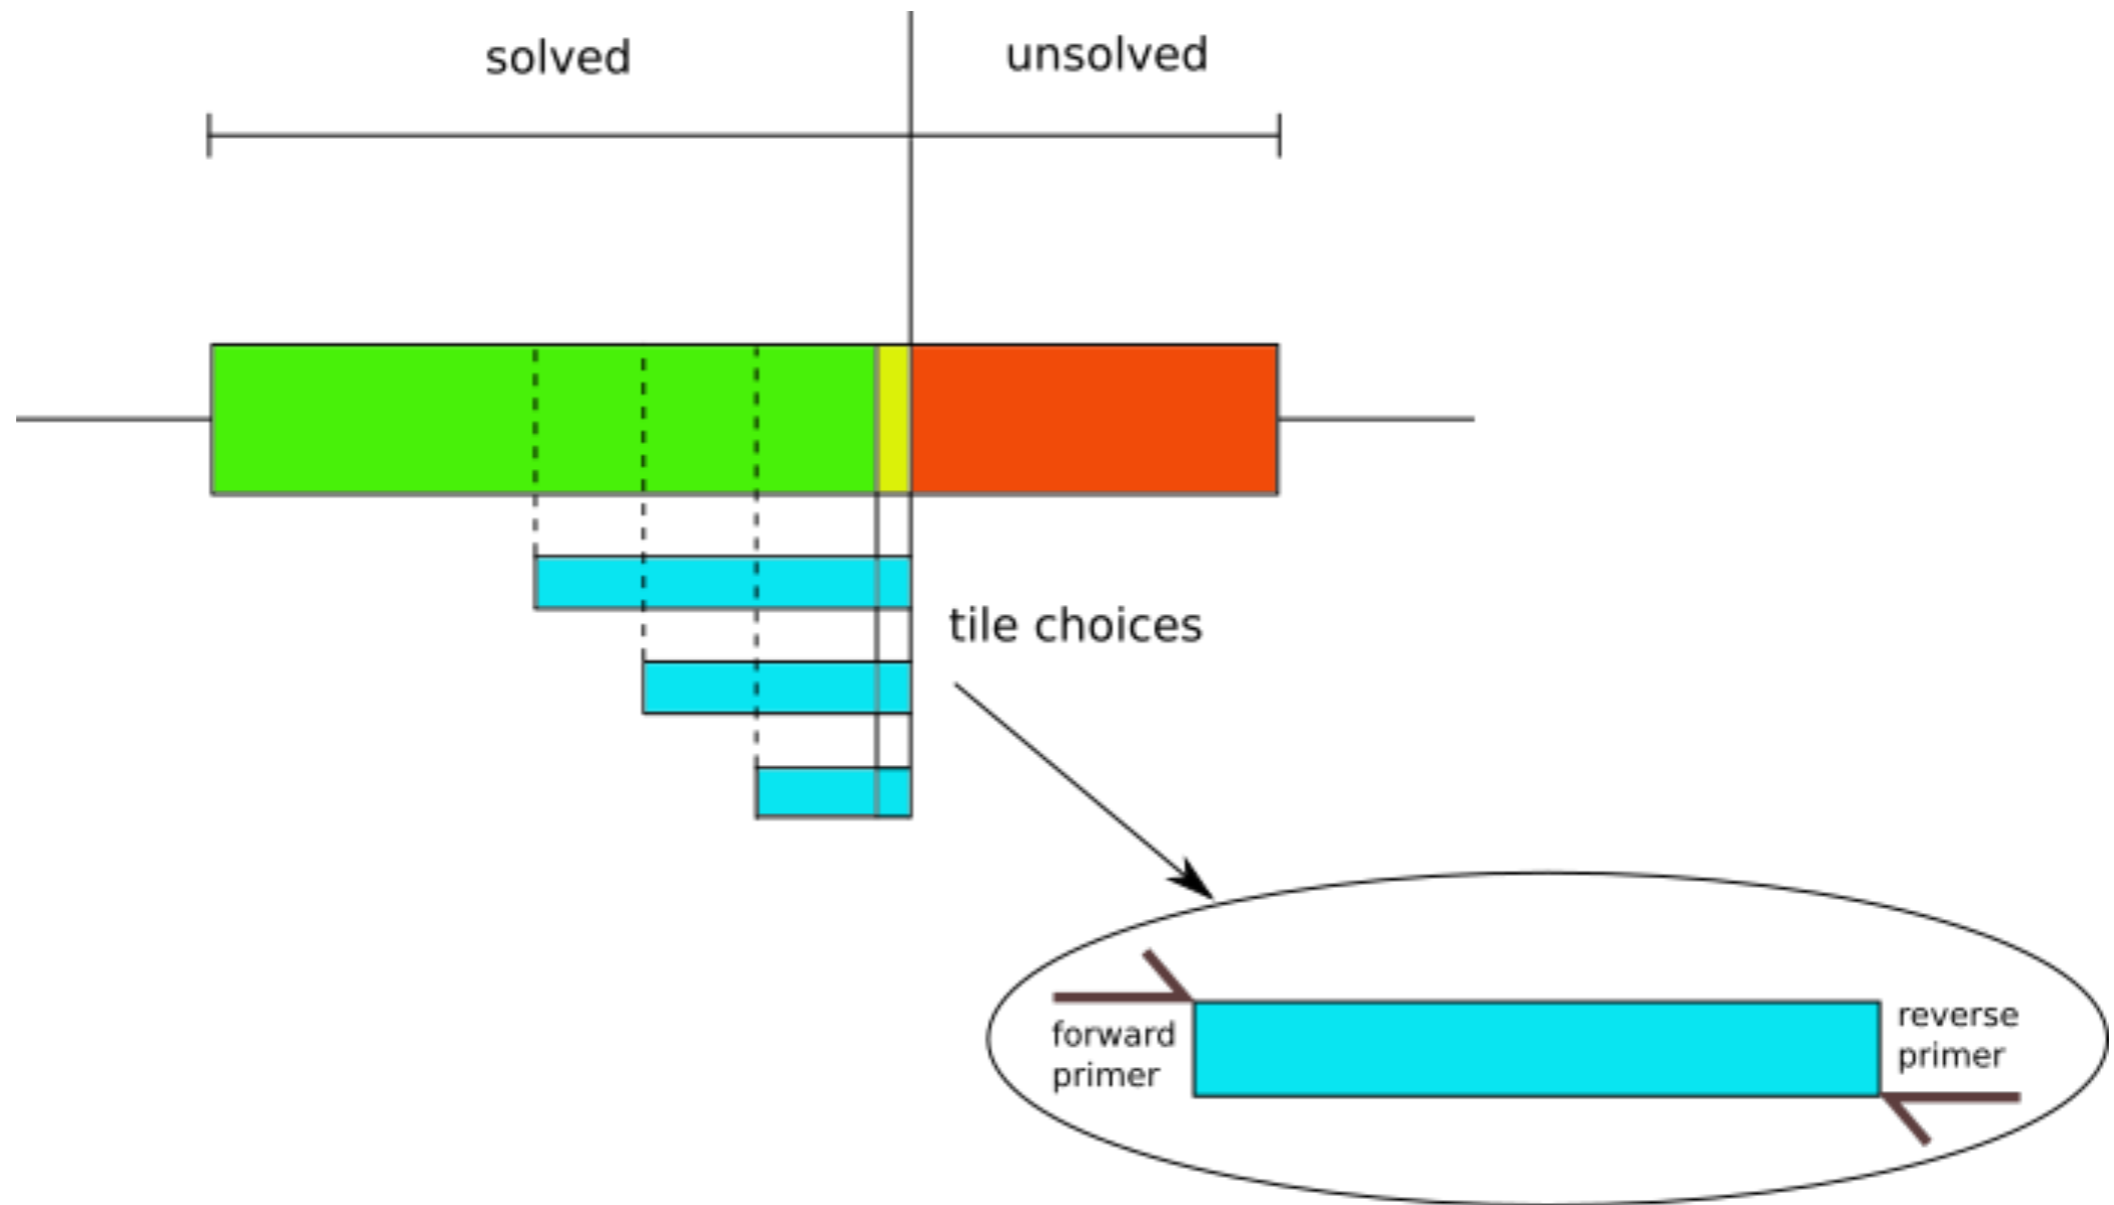 solved
unsolved
tile choices
forward
primer
reverse
primer